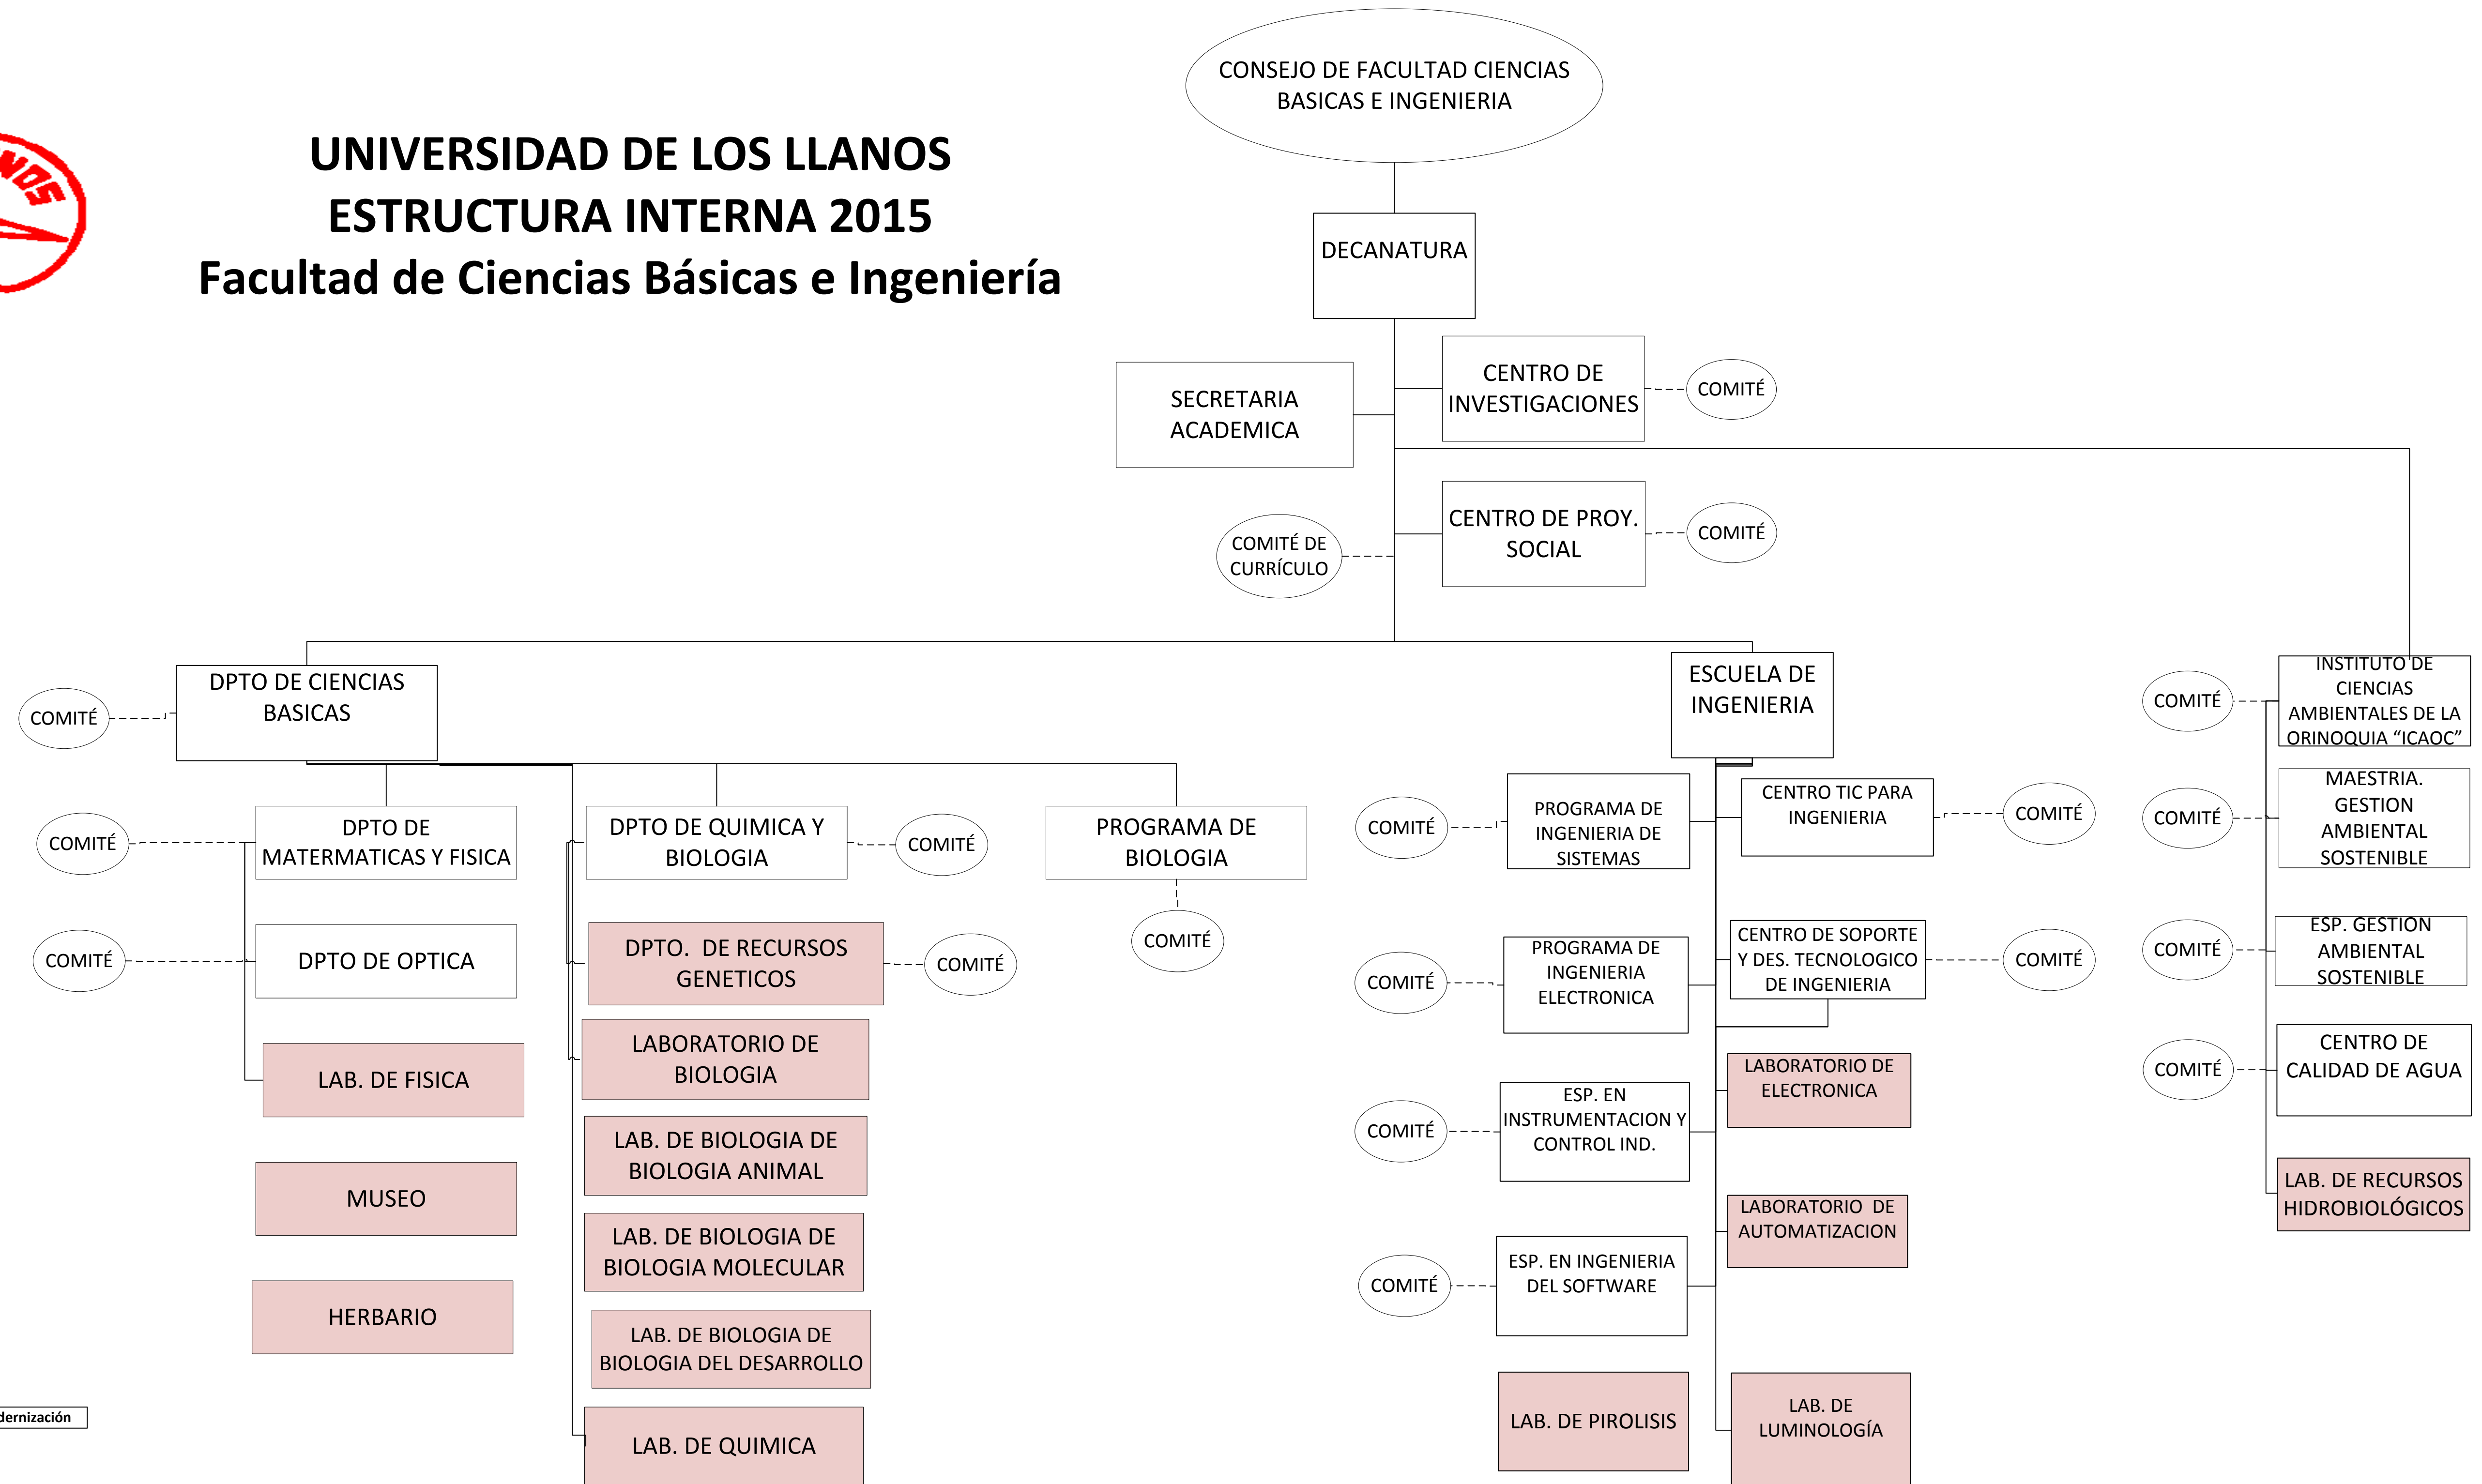 CONSEJO DE FACULTAD CIENCIAS
BASICAS E INGENIERIA
NOS
UNIVERSIDAD DE LOS LLANOS
ESTRUCTURA INTERNA 2015
Facultad de Ciencias Básicas e Ingeniería
DECANATURA
CENTRO DE
INVESTIGACIONES
COMITÉ
SECRETARIA
ACADEMICA
CENTRO DE PROY.
SOCIAL
COMITÉ
COMITÉ DE
CURRÍCULO
COMITÉ
DPTO DE CIENCIAS
BASICAS
ESCUELA DE
INGENIERIA
COMITÉ
INSTITUTO DE
CIENCIAS
AMBIENTALES DE LA
ORINOQUIA “ICAOC”
COMITÉ
DPTO DE
MATERMATICAS Y FISICA
DPTO DE QUIMICA Y
BIOLOGIA
COMITÉ
PROGRAMA DE
BIOLOGIA
COMITÉ
COMITÉ
PROGRAMA DE
INGENIERIA DE
SISTEMAS
CENTRO TIC PARA
INGENIERIA
COMITÉ
COMITÉ
MAESTRIA.
GESTION
AMBIENTAL
SOSTENIBLE
COMITÉ
DPTO DE OPTICA
DPTO. DE RECURSOS
GENETICOS
COMITÉ
COMITÉ
PROGRAMA DE
INGENIERIA
ELECTRONICA
CENTRO DE SOPORTE
Y DES. TECNOLOGICO
DE INGENIERIA
COMITÉ
COMITÉ
ESP. GESTION
AMBIENTAL
SOSTENIBLE
LAB. DE FISICA
LABORATORIO DE
BIOLOGIA
COMITÉ
ESP. EN
INSTRUMENTACION Y
CONTROL IND.
LABORATORIO DE
ELECTRONICA
COMITÉ
CENTRO DE
CALIDAD DE AGUA
MUSEO
LAB. DE BIOLOGIA DE
BIOLOGIA ANIMAL
LAB. DE BIOLOGIA DE
BIOLOGIA MOLECULAR
COMITÉ
ESP. EN INGENIERIA
DEL SOFTWARE
LABORATORIO DE
AUTOMATIZACION
LAB. DE RECURSOS
HIDROBIOLÓGICOS
HERBARIO
LAB. DE BIOLOGIA DE
BIOLOGIA DEL DESARROLLO
dernización
LAB. DE QUIMICA
LAB. DE PIROLISIS
LAB. DE
LUMINOLOGÍA